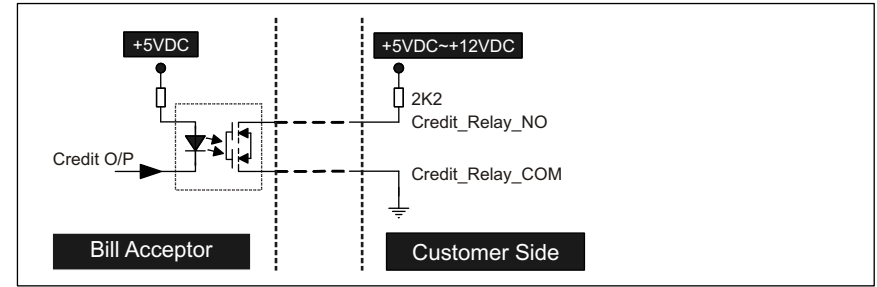 +5VDC
+5VDC~+12VDC
2K2
Credit_Relay_NO
Credit O/P
Credit_Relay_COM
Bill Acceptor
Customer Side